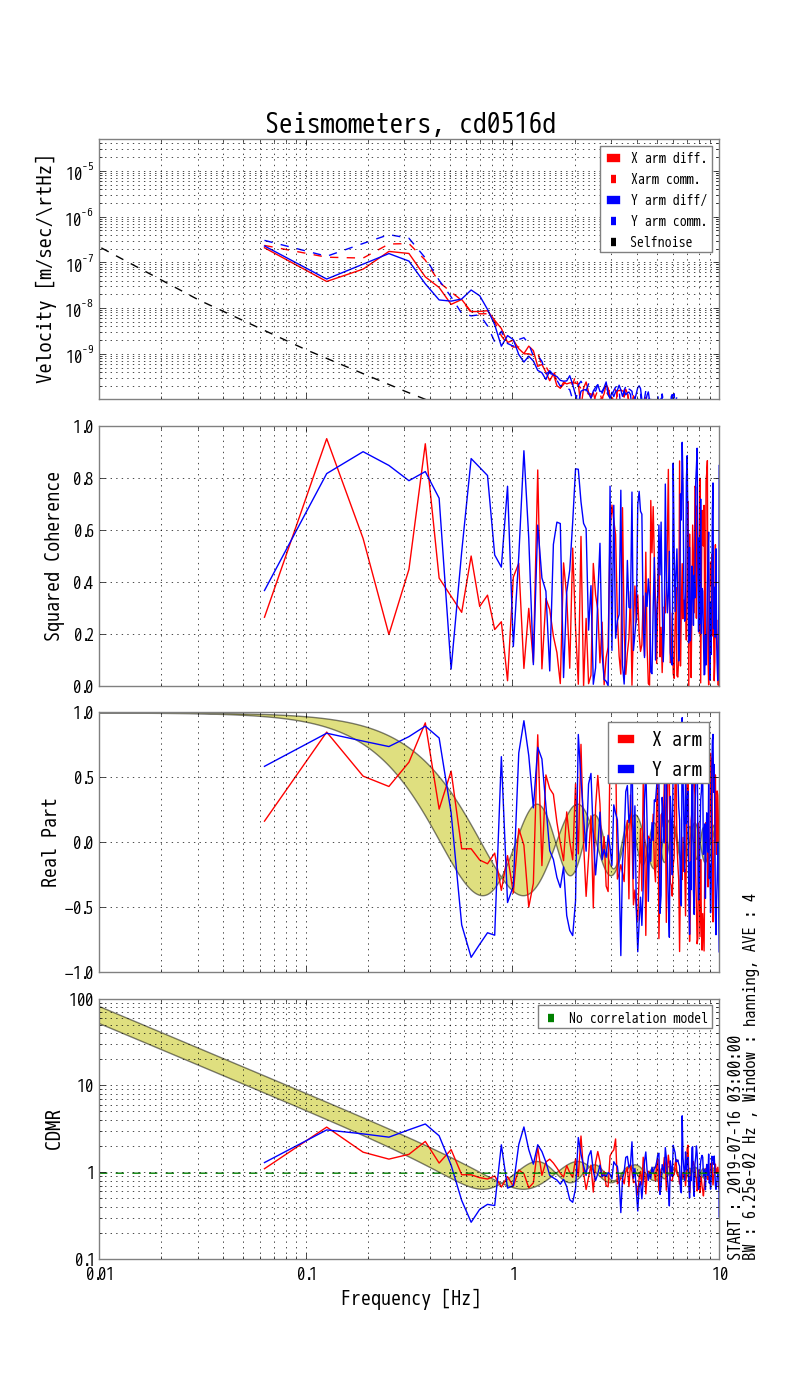 Seismometers, cd0516d
Velocity [m/sec/\rtHz]
10^-5
10^-6
10^-7
10^-8
10^-9
X arm diff.
Xarm comm.
Y arm diff/
Y arm comm.
Selfnoise
Squared Coherence
1.0
0.8
0.6
0.4
0.2
0.0
Real Part
1.0
0.5
0.0
−0.5
−1.0
X arm
Y arm
CDMR
100
10
1
0.1
No correlation model
0.01
0.1
1
10
Frequency [Hz]
START : 2019-07-16 03:00:00
BW : 6.25e-02 Hz , Window : hanning, AVE : 4